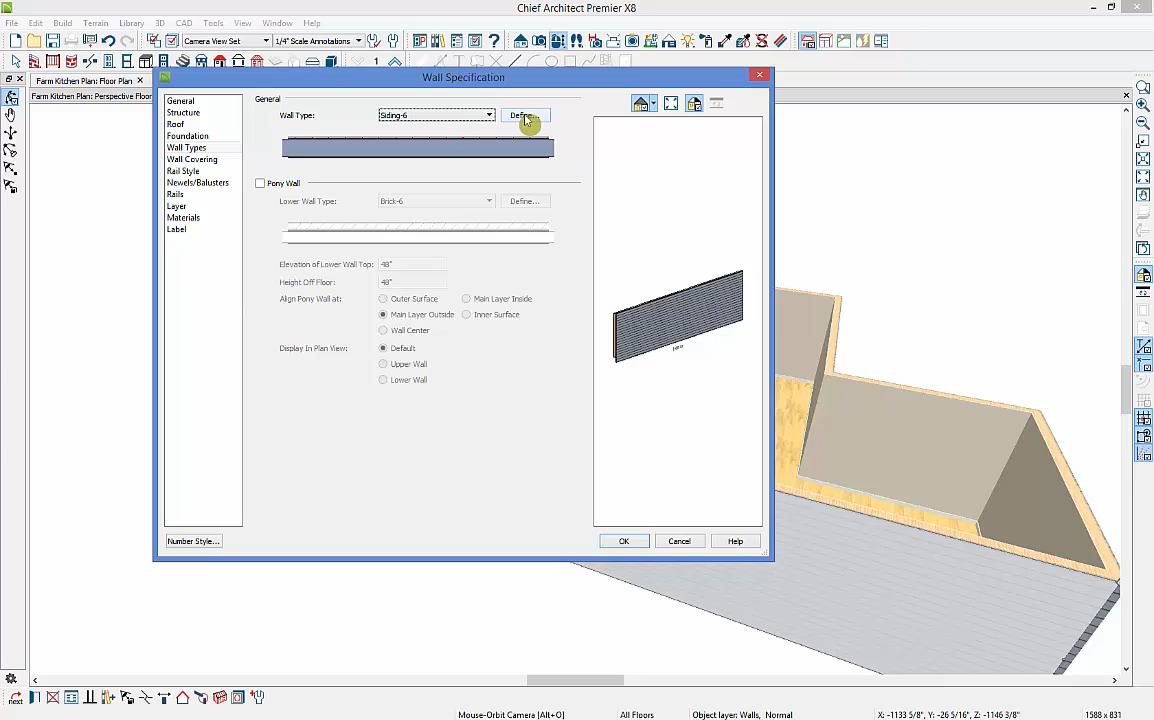 Chief Architect Premier X8
File Edit Build Terrain Library 3D CAD Tools View Window Help
Camera View Set 1/4" Scale Annotations
1
Farm Kitchen Plan: Floor Plan
Farm Kitchen Plan: Perspective Floor
Wall Specification
General
Structure
Roof
Foundation
Wall Types
Wall Covering
Rail Style
Newels/Balusters
Rails
Layer
Materials
Label
General
Wall Type: Siding-6 Define...
Pony Wall
Lower Wall Type: Brick-6 Define...
Elevation of Lower Wall Top: 48"
Height Off Floor: 48"
Align Pony Wall at: Outer Surface Main Layer Inside
Main Layer Outside Inner Surface
Wall Center
Display In Plan View: Default
Upper Wall
Lower Wall
Number Style... OK Cancel Help
next
Mouse-Orbit Camera [Alt+O] All Floors Object layer: Walls, Normal X: -1133 5/8", Y: -26 5/16", Z: -1146 3/8" 1588 x 831